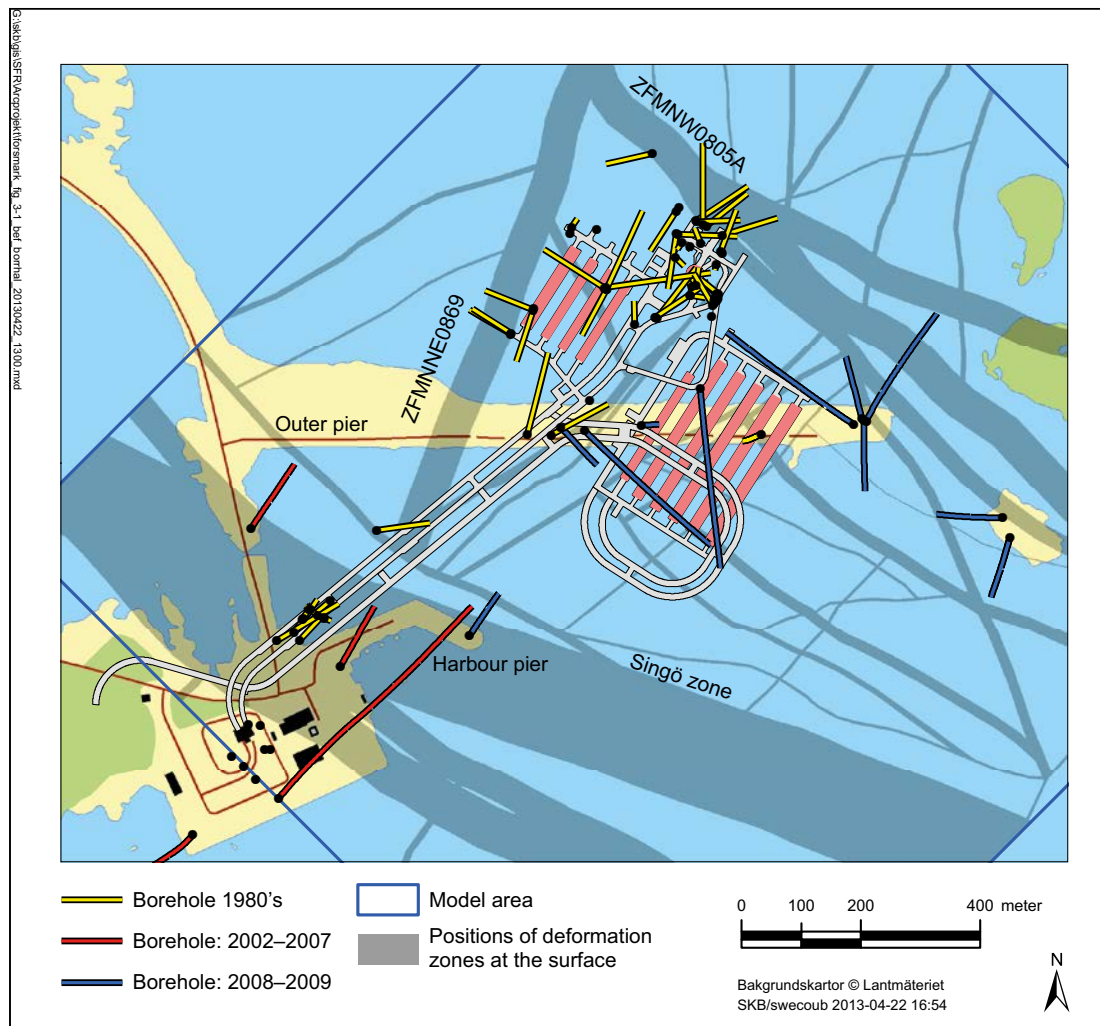 G:\skb\gis\SFR\Arcprojekt\forsmark_fig_3-1_bef_borrhal_20130422_1300.mxd
ZFMNW0805A
ZFMNNE0869
Outer pier
Harbour pier
Singö zone
Borehole 1980's
Borehole: 2002–2007
Borehole: 2008–2009
Model area
Positions of deformation
zones at the surface
0 100 200 400 meter
Bakgrundskartor © Lantmäteriet
SKB/swecoub 2013-04-22 16:54
N